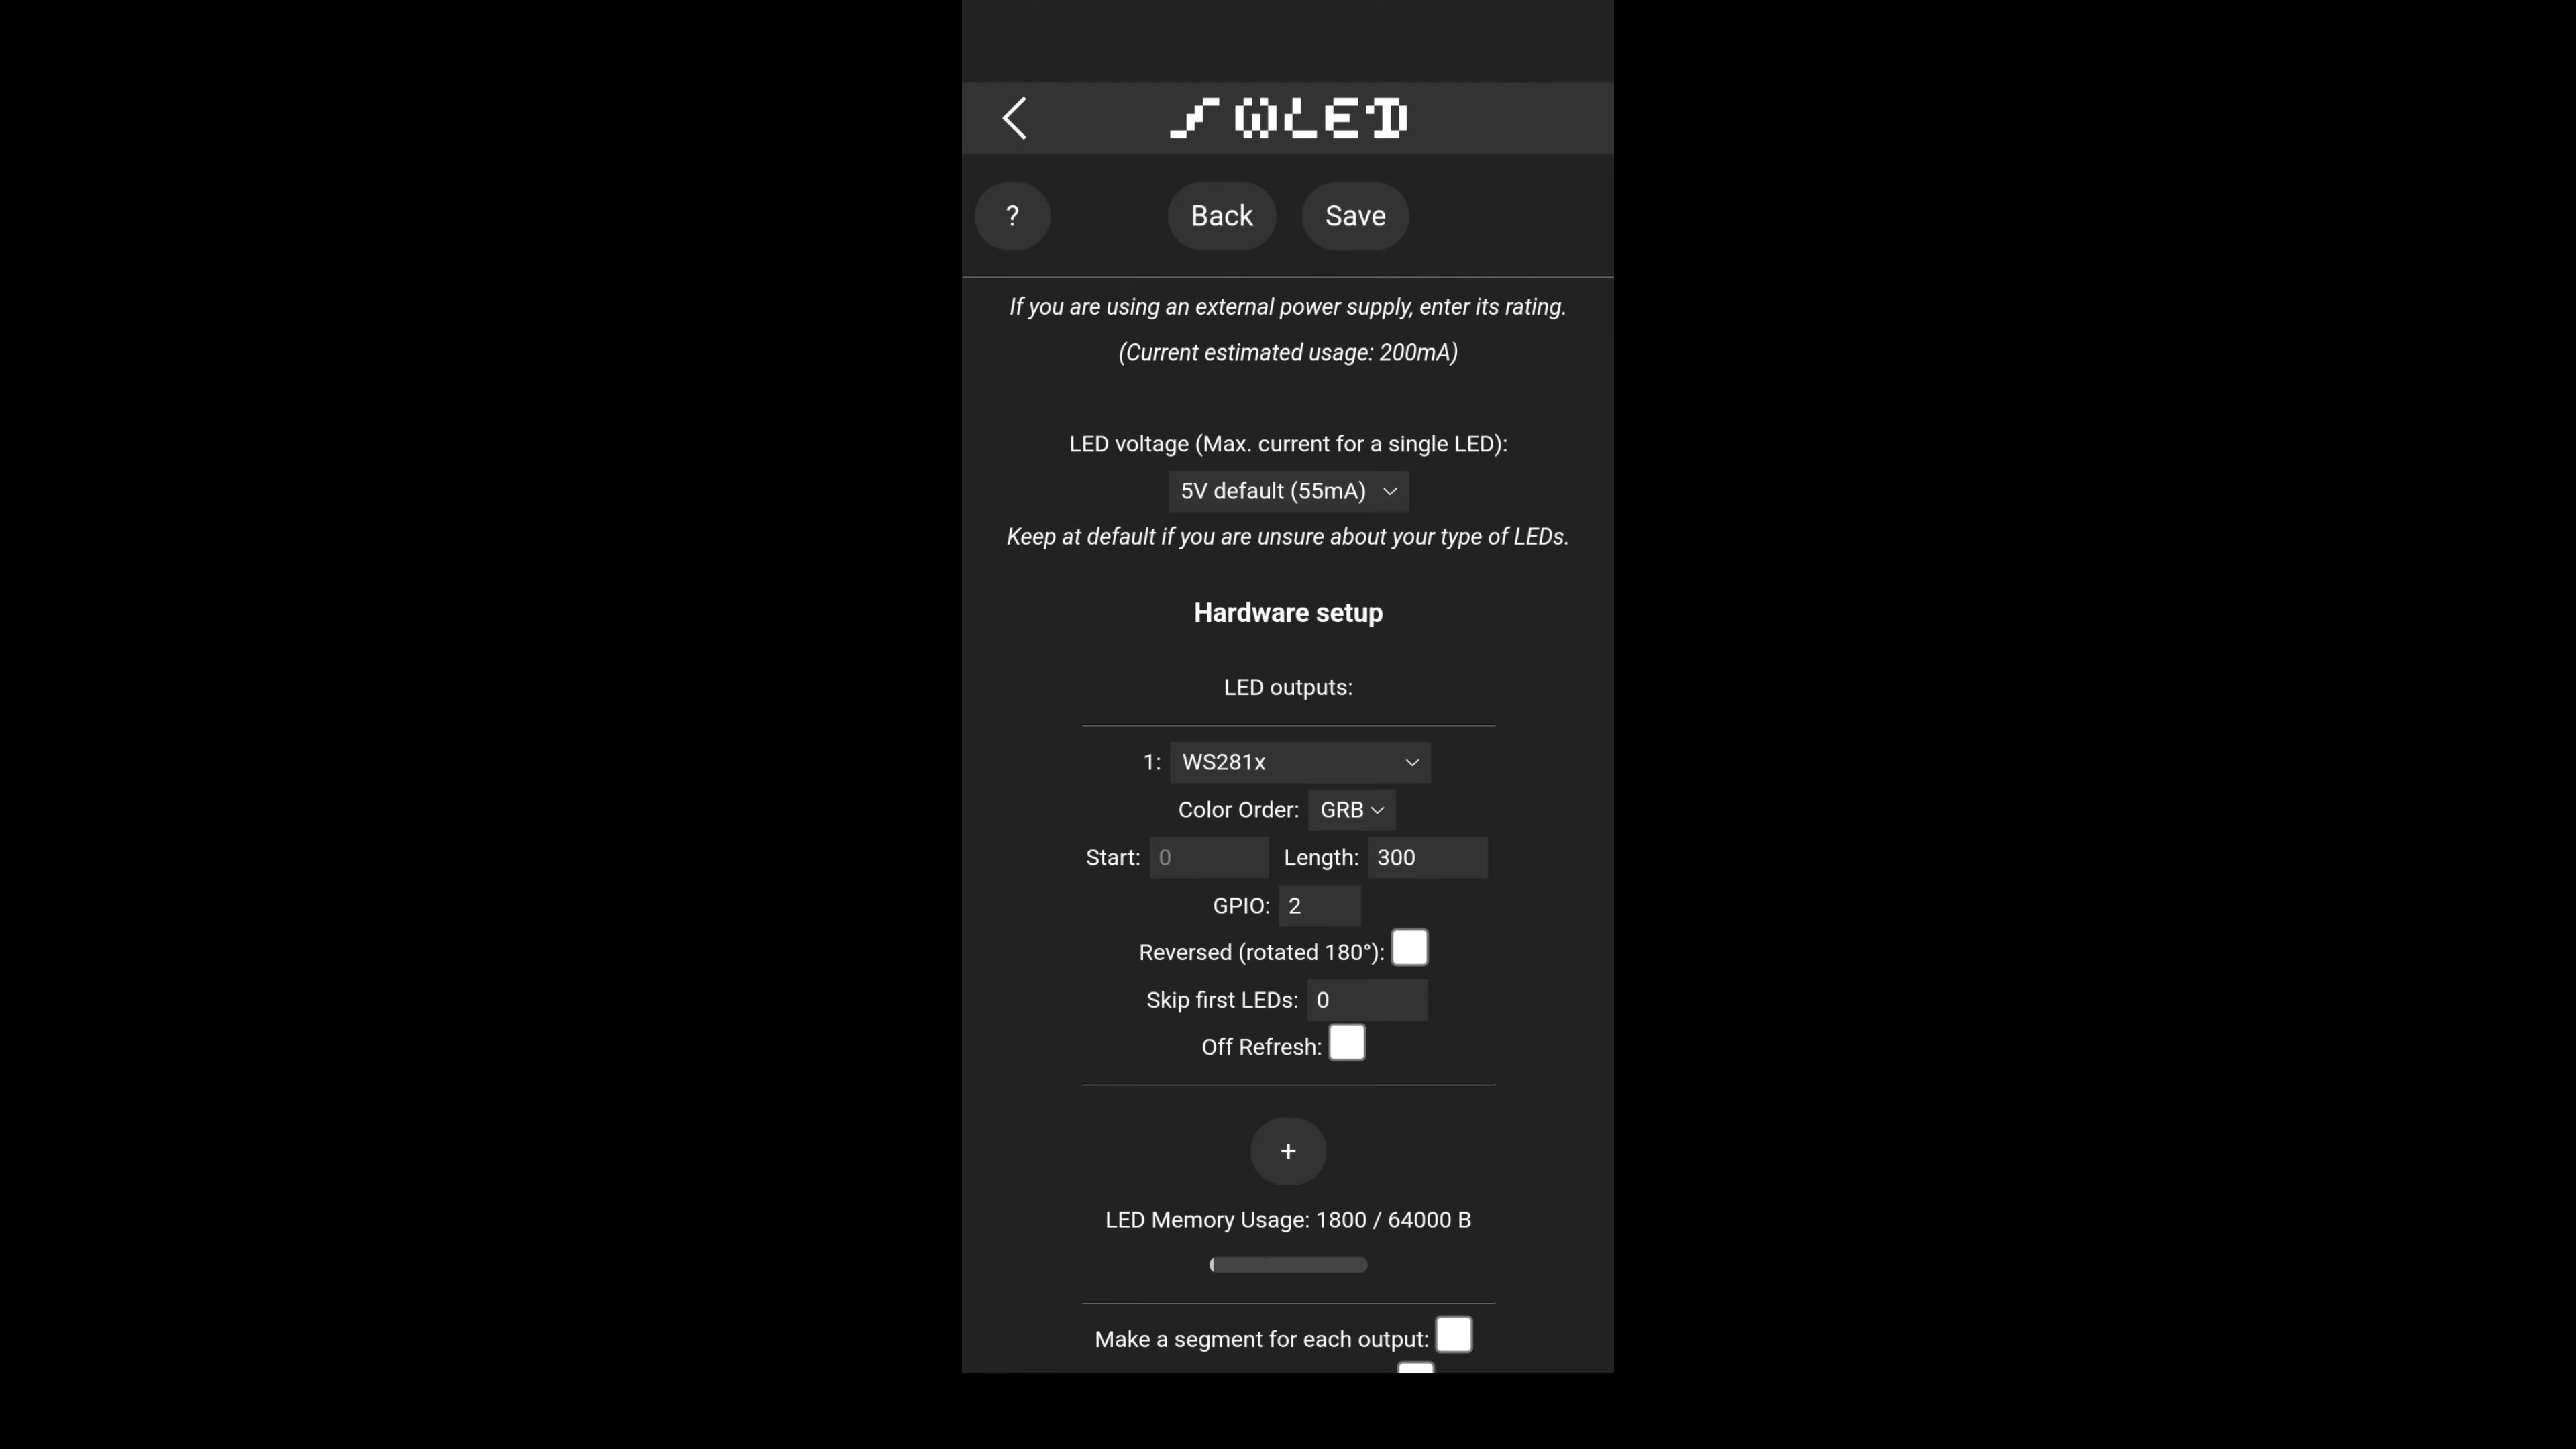 WLED
?
Back
Save
If you are using an external power supply, enter its rating.
(Current estimated usage: 200mA)
LED voltage (Max. current for a single LED):
5V default (55mA)
Keep at default if you are unsure about your type of LEDs.
Hardware setup
LED outputs:
1: WS281x
Color Order: GRB
Start: 0 Length: 300
GPIO: 2
Reversed (rotated 180°):
Skip first LEDs: 0
Off Refresh:
+
LED Memory Usage: 1800 / 64000 B
Make a segment for each output: